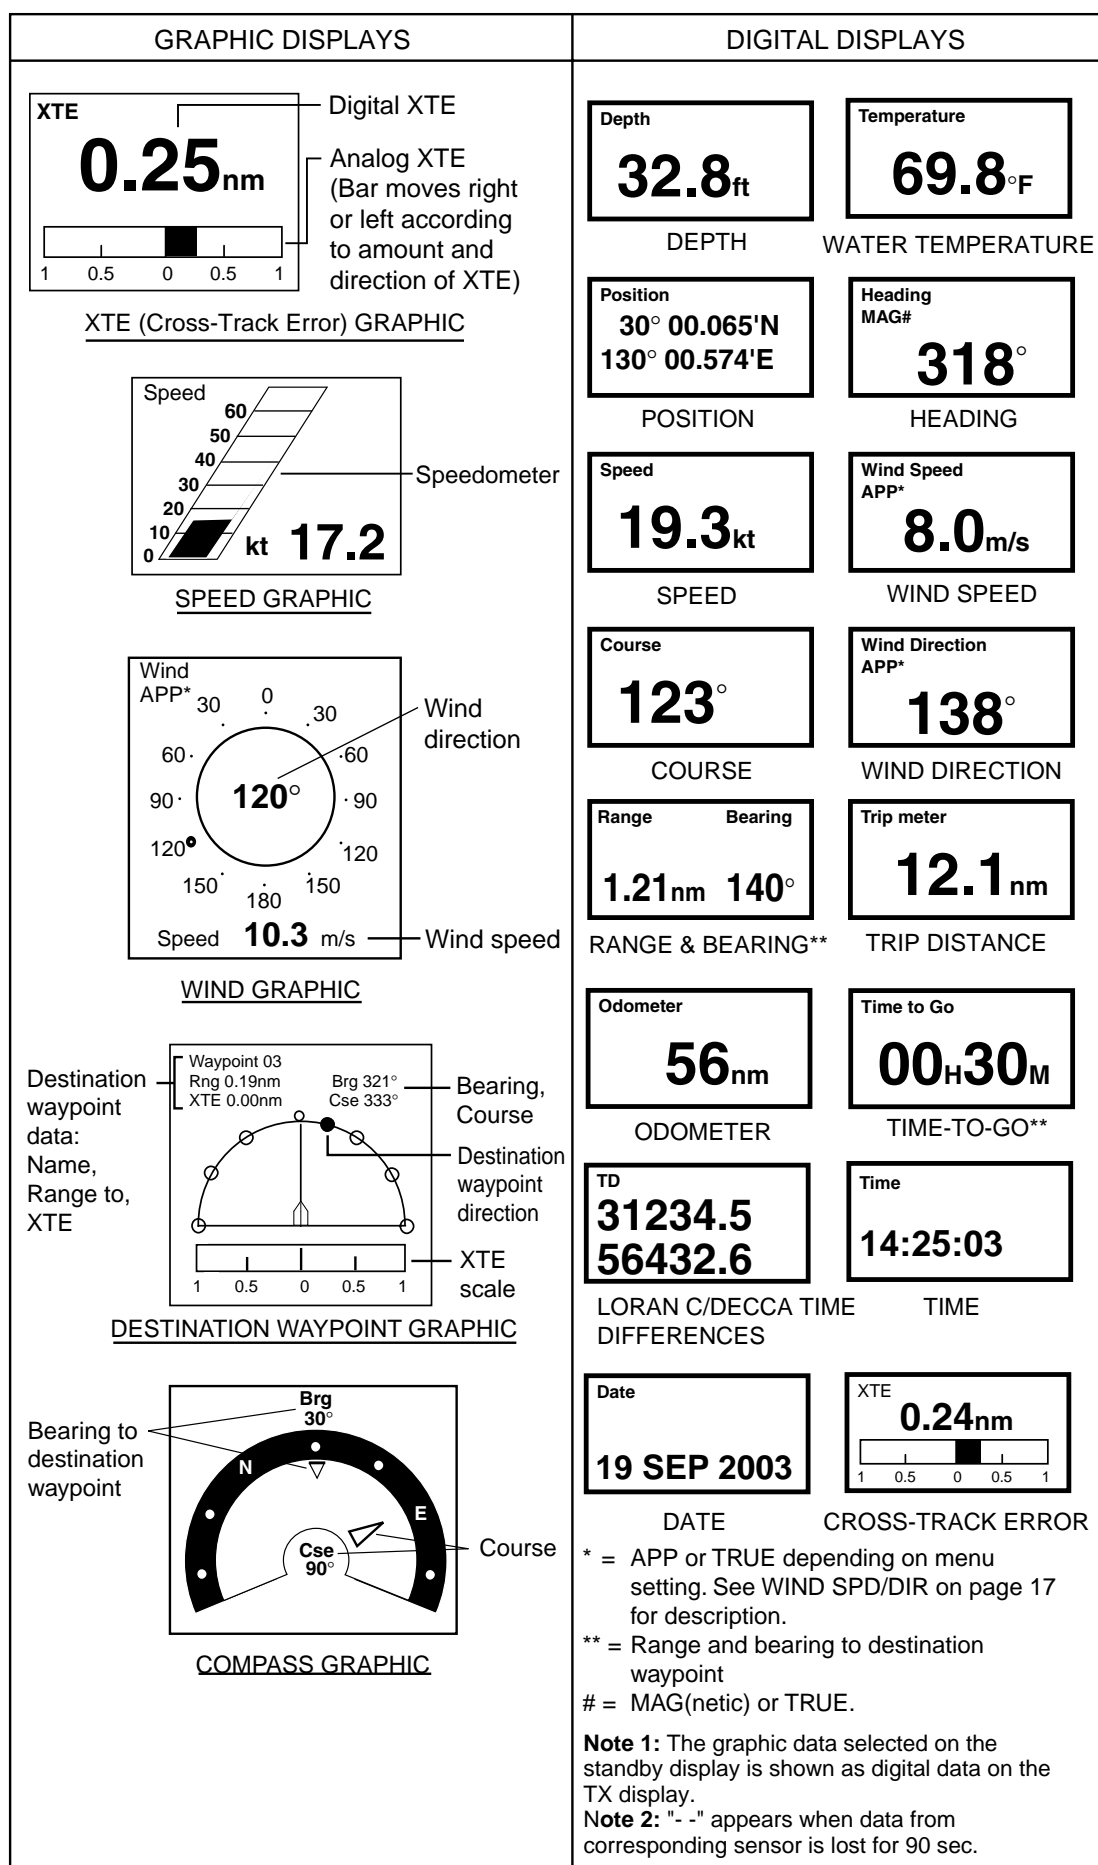 GRAPHIC DISPLAYS
XTE
0.25nm
1 0.5 0 0.5 1
Digital XTE
Analog XTE
(Bar moves right
or left according
to amount and
direction of XTE)
XTE (Cross-Track Error) GRAPHIC
Speed
60
50
40
30
20
10
0
kt 17.2
Speedometer
SPEED GRAPHIC
Wind
APP*
0
30 30
60 60
90 90
120 120
150 150
180
120°
Speed 10.3 m/s
Wind
direction
Wind speed
WIND GRAPHIC
Destination
waypoint
data:
Name,
Range to,
XTE
Waypoint 03
Rng 0.19nm Brg 321°
XTE 0.00nm Cse 333°
1 0.5 0 0.5 1
Bearing,
Course
Destination
waypoint
direction
XTE
scale
DESTINATION WAYPOINT GRAPHIC
Bearing to
destination
waypoint
Brg
30°
N
E
Cse
90°
Course
COMPASS GRAPHIC
DIGITAL DISPLAYS
Depth
32.8ft
DEPTH
Temperature
69.8°F
WATER TEMPERATURE
Position
30° 00.065'N
130° 00.574'E
POSITION
Heading
MAG#
318°
HEADING
Speed
19.3kt
SPEED
Wind Speed
APP*
8.0m/s
WIND SPEED
Course
123°
COURSE
Wind Direction
APP*
138°
WIND DIRECTION
Range Bearing
1.21nm 140°
RANGE & BEARING**
Trip meter
12.1nm
TRIP DISTANCE
Odometer
56nm
ODOMETER
Time to Go
00H30M
TIME-TO-GO**
TD
31234.5
56432.6
LORAN C/DECCA TIME
DIFFERENCES
Time
14:25:03
TIME
Date
19 SEP 2003
DATE
XTE
0.24nm
1 0.5 0 0.5 1
CROSS-TRACK ERROR
* = APP or TRUE depending on menu
setting. See WIND SPD/DIR on page 17
for description.
** = Range and bearing to destination
waypoint
# = MAG(netic) or TRUE.
Note 1: The graphic data selected on the
standby display is shown as digital data on the
TX display.
Note 2: "- -" appears when data from
corresponding sensor is lost for 90 sec.